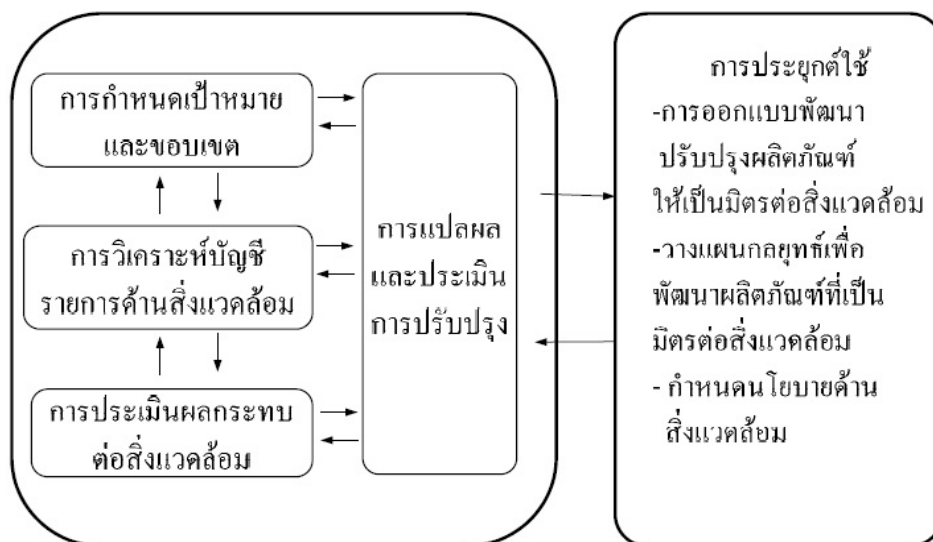 การกำหนดเป้าหมาย
และขอบเขต
การวิเคราะห์บัญชี
รายการด้านสิ่งแวดล้อม
การประเมินผลกระทบ
ต่อสิ่งแวดล้อม
การแปลผล
และประเมิน
การปรับปรุง
การประยุกต์ใช้
-การออกแบบพัฒนา
ปรับปรุงผลิตภัณฑ์
ให้เป็นมิตรต่อสิ่งแวดล้อม
-วางแผนกลยุทธ์เพื่อ
พัฒนาผลิตภัณฑ์ที่เป็น
มิตรต่อสิ่งแวดล้อม
- กำหนดนโยบายด้าน
สิ่งแวดล้อม